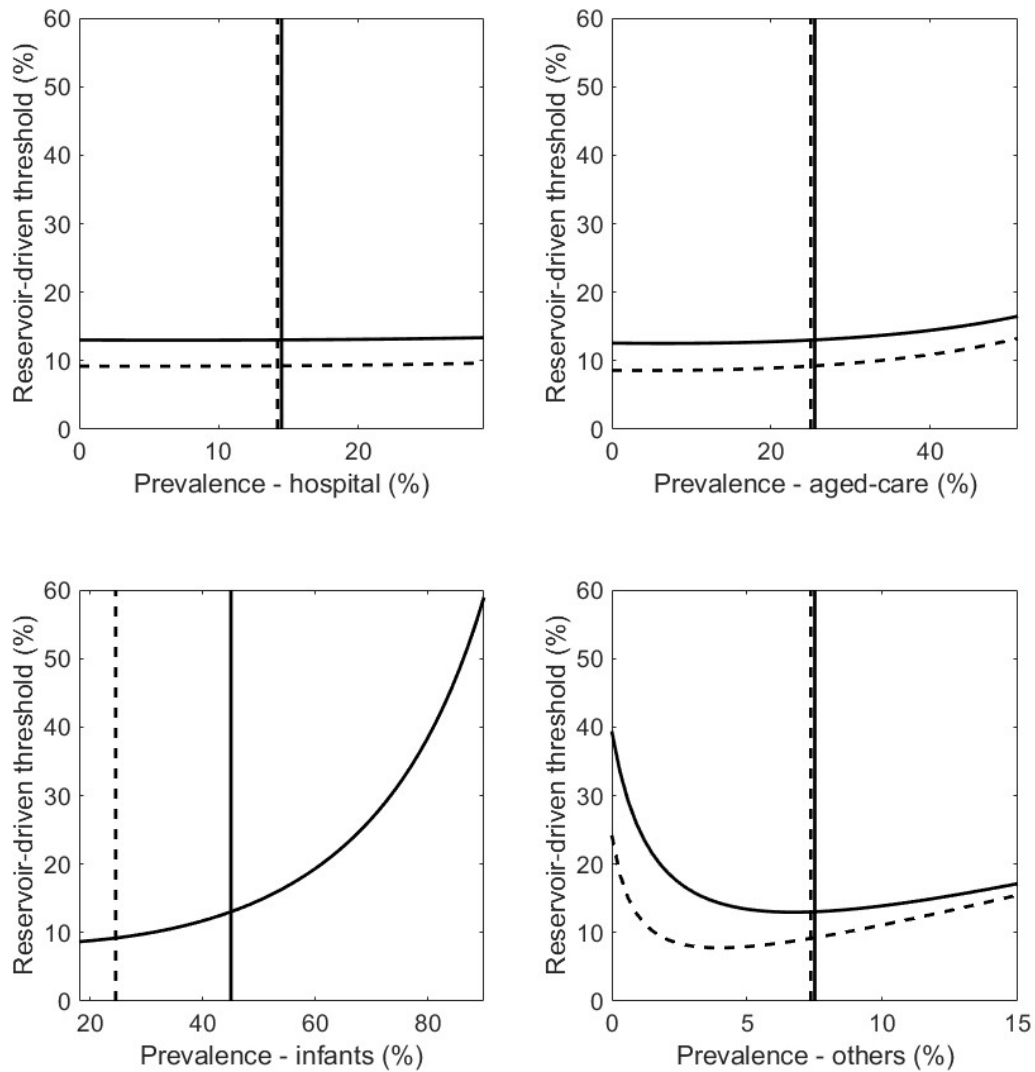 Reservoir-driven threshold (%)
60
50
40
30
20
10
0
0 10 20
Prevalence - hospital (%)
Reservoir-driven threshold (%)
60
50
40
30
20
10
0
0 20 40
Prevalence - aged-care (%)
Reservoir-driven threshold (%)
60
50
40
30
20
10
0
20 40 60 80
Prevalence - infants (%)
Reservoir-driven threshold (%)
60
50
40
30
20
10
0
0 5 10 15
Prevalence - others (%)